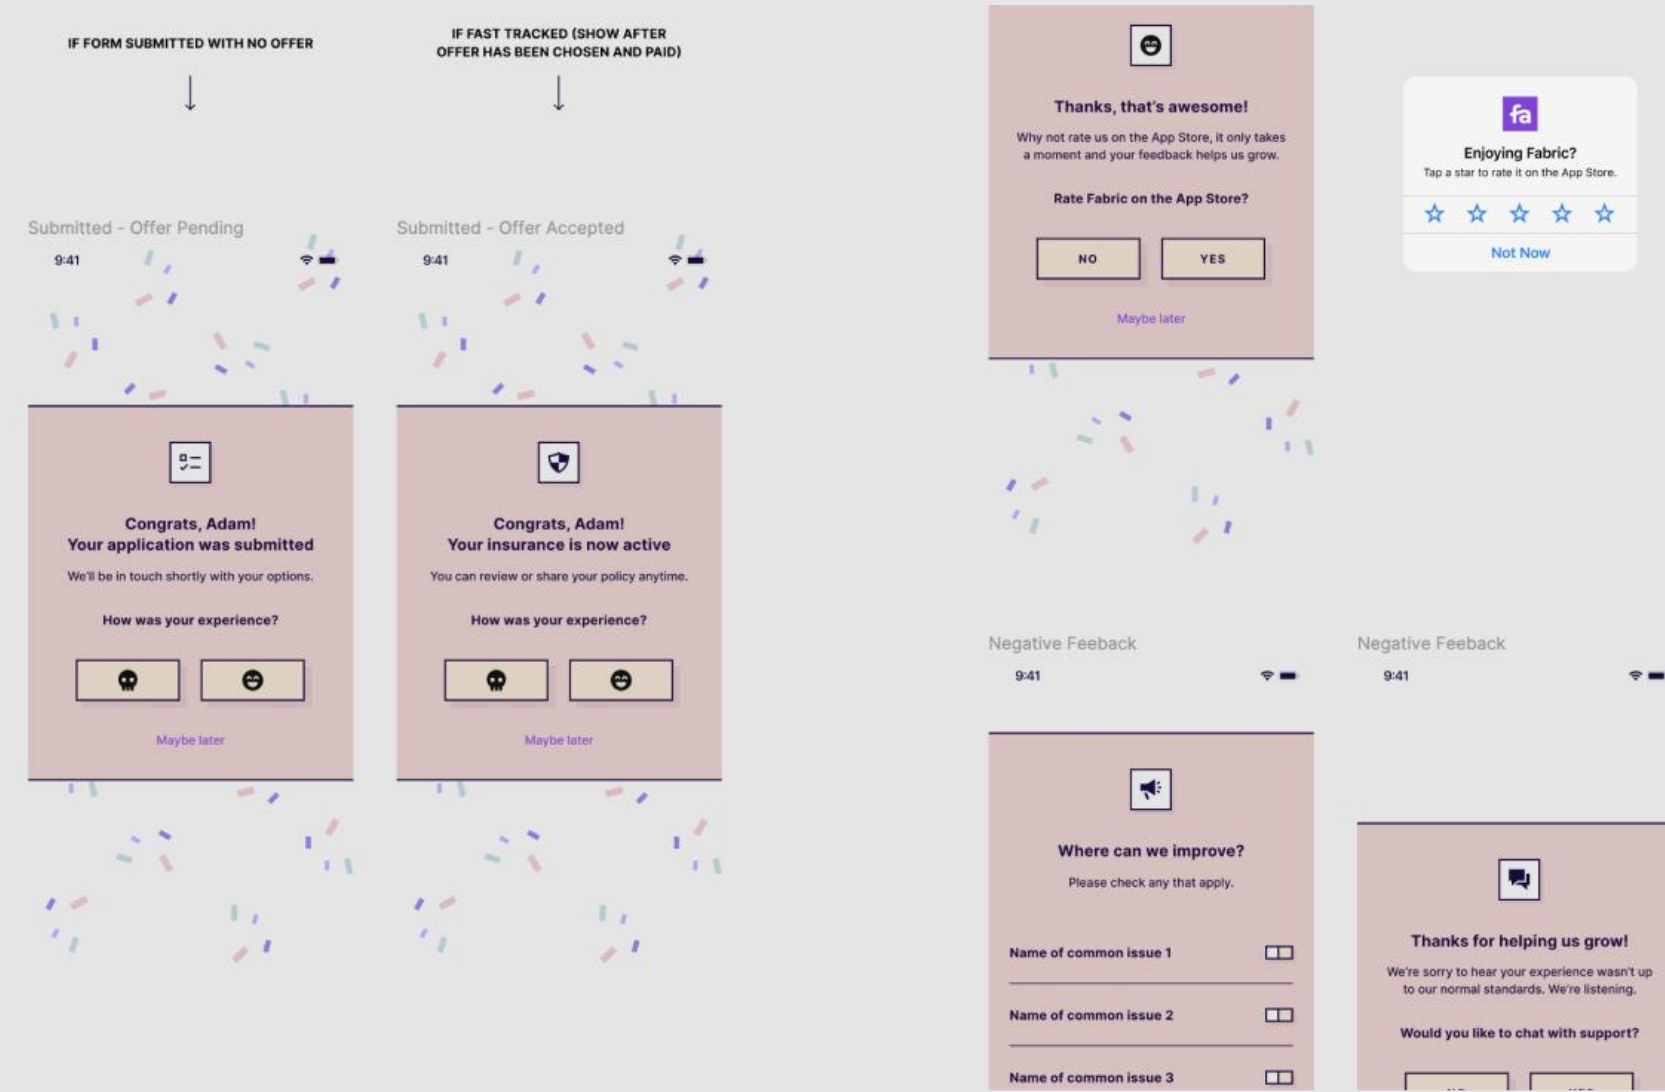 IF FORM SUBMITTED WITH NO OFFER
IF FAST TRACKED (SHOW AFTER
OFFER HAS BEEN CHOSEN AND PAID)
Submitted - Offer Pending
9:41
Congrats, Adam!
Your application was submitted
We'll be in touch shortly with your options.
How was your experience?
Maybe later
Submitted - Offer Accepted
9:41
Congrats, Adam!
Your insurance is now active
You can review or share your policy anytime.
How was your experience?
Maybe later
Thanks, that's awesome!
Why not rate us on the App Store, it only takes
a moment and your feedback helps us grow.
Rate Fabric on the App Store?
NO
YES
Maybe later
fa
Enjoying Fabric?
Tap a star to rate it on the App Store.
Not Now
Negative Feeback
9:41
Where can we improve?
Please check any that apply.
Name of common issue 1
Name of common issue 2
Name of common issue 3
Negative Feeback
9:41
Thanks for helping us grow!
We're sorry to hear your experience wasn't up
to our normal standards. We're listening.
Would you like to chat with support?